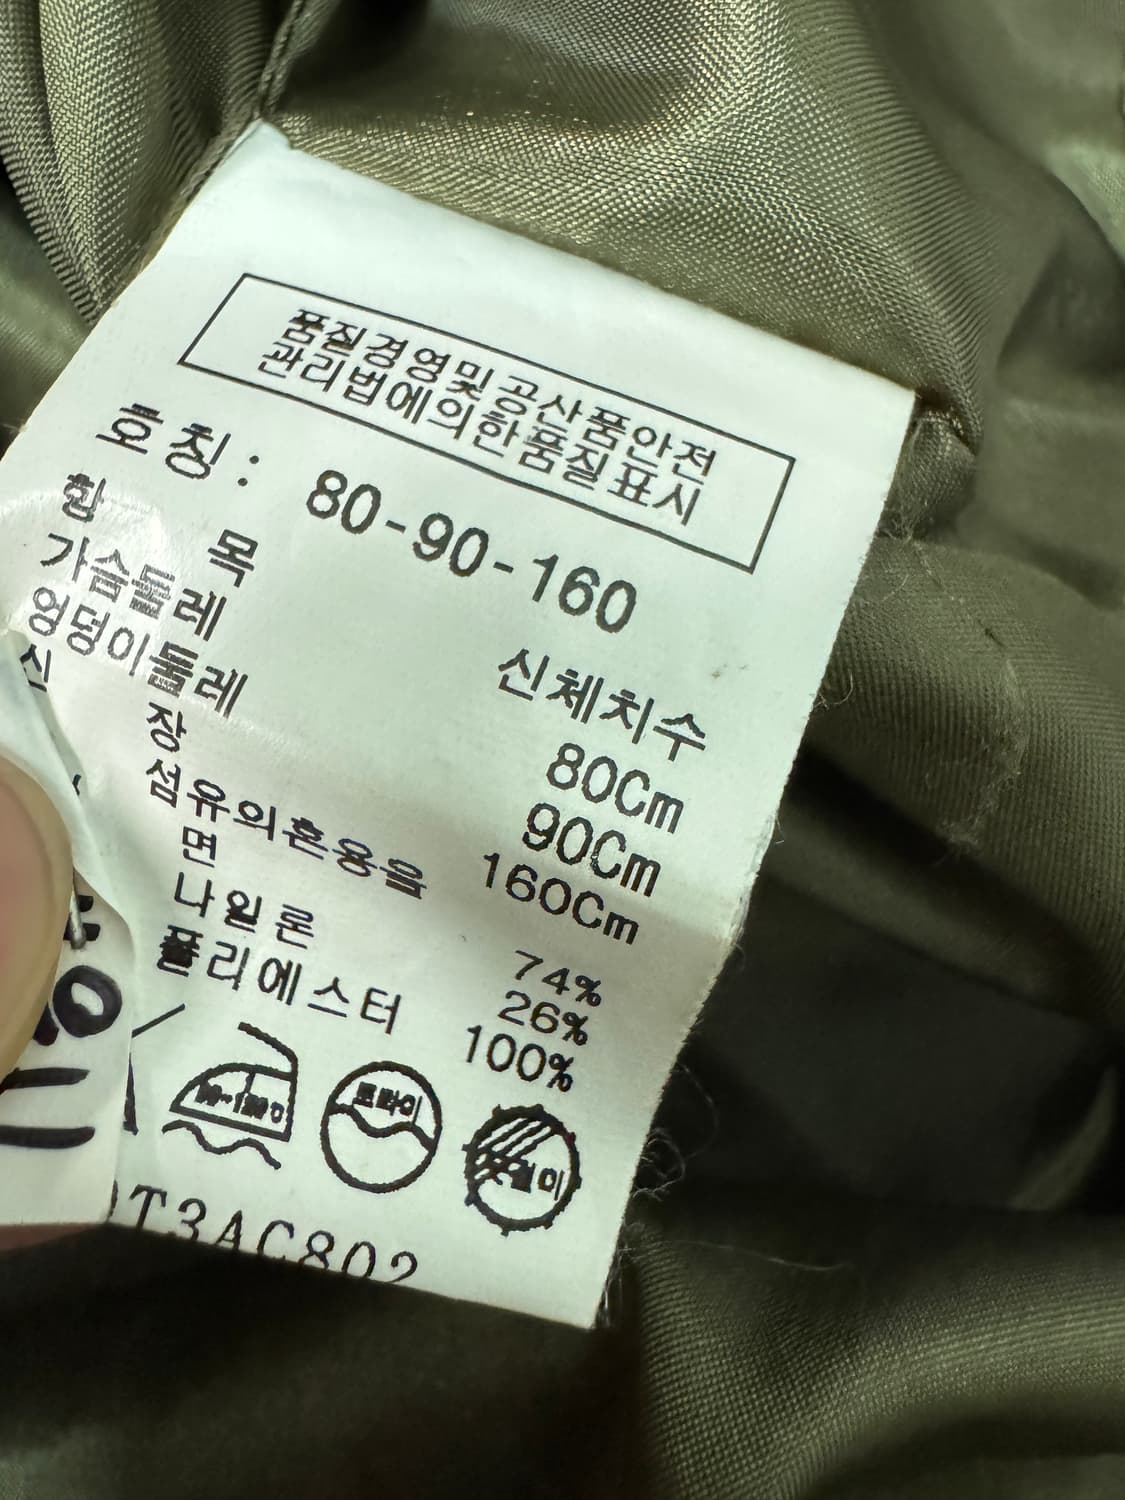 품질경영및공산품안전
관리법에의한품질표시
호칭: 80-90-160
항 목 신체치수
가슴둘레 80Cm
엉덩이둘레 90Cm
신 장 160Cm
섬유의혼용율
면 74%
나일론 26%
폴리에스터 100%
드라이
T3AC802